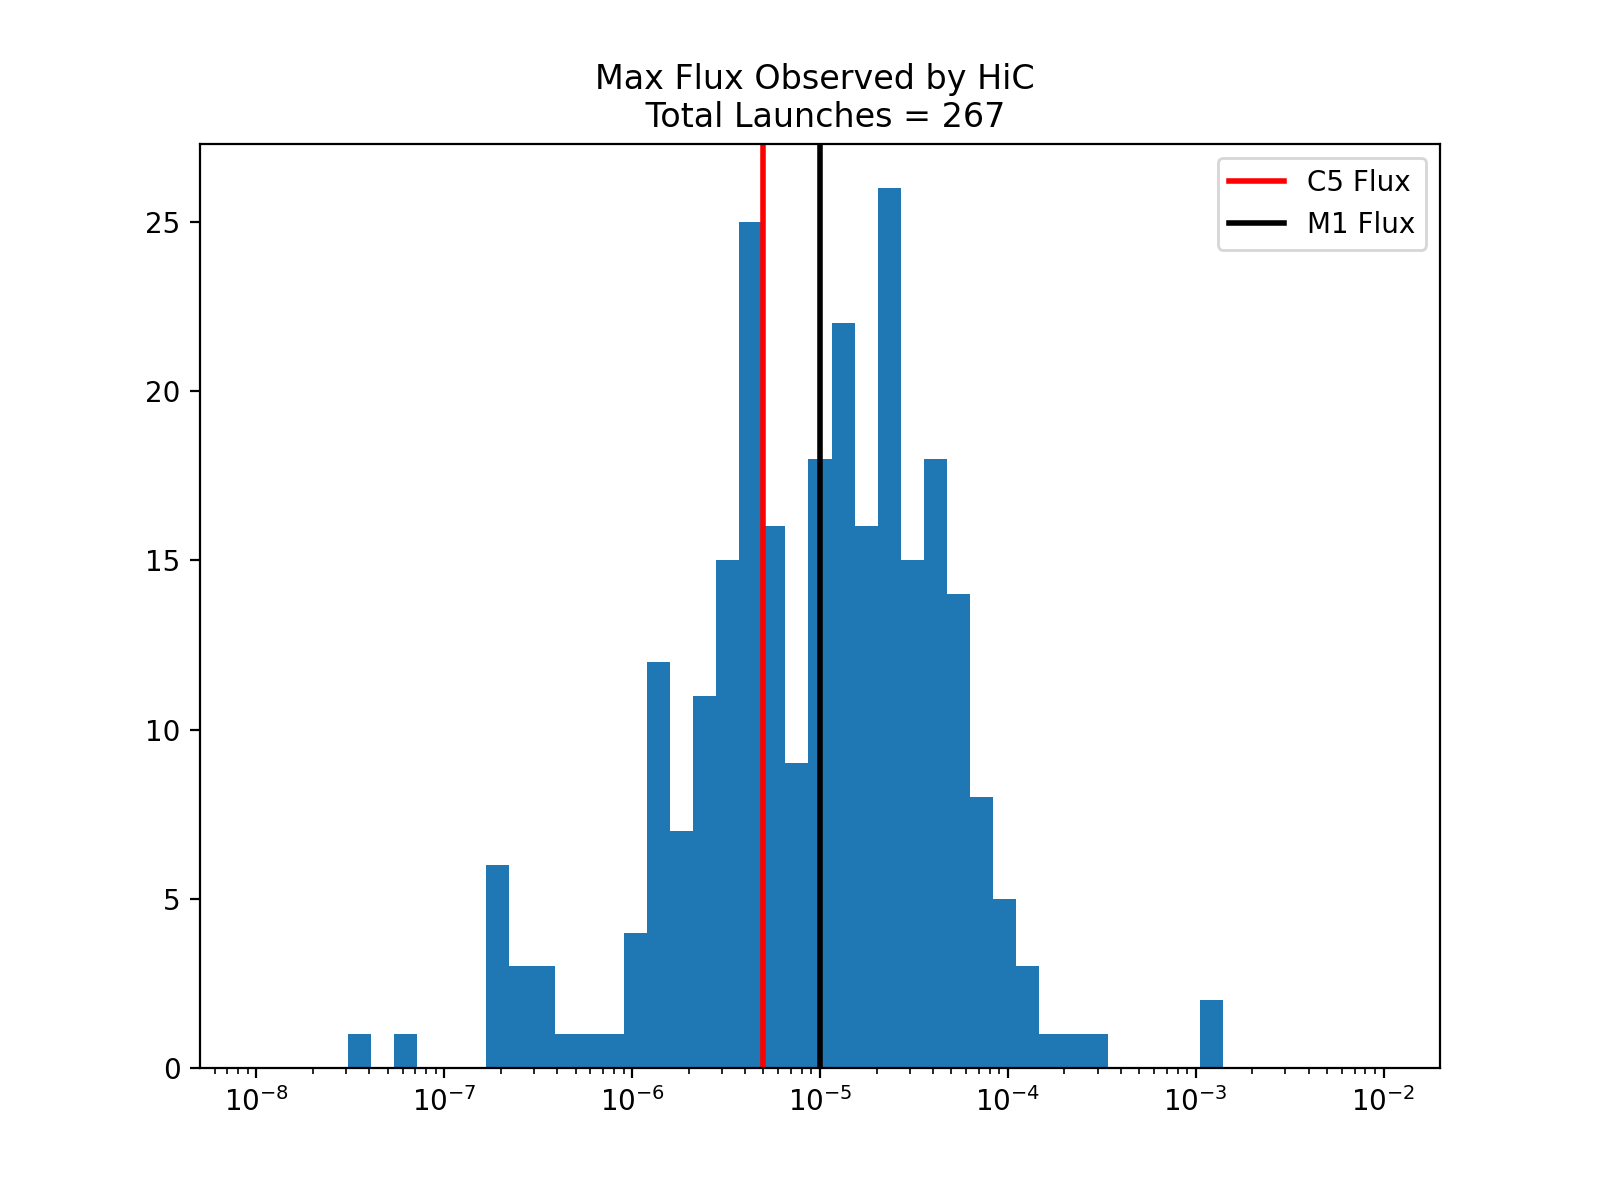 Max Flux Observed by HiC
Total Launches = 267
C5 Flux
M1 Flux
25
20
15
10
5
0
10⁻⁸ 10⁻⁷ 10⁻⁶ 10⁻⁵ 10⁻⁴ 10⁻³ 10⁻²